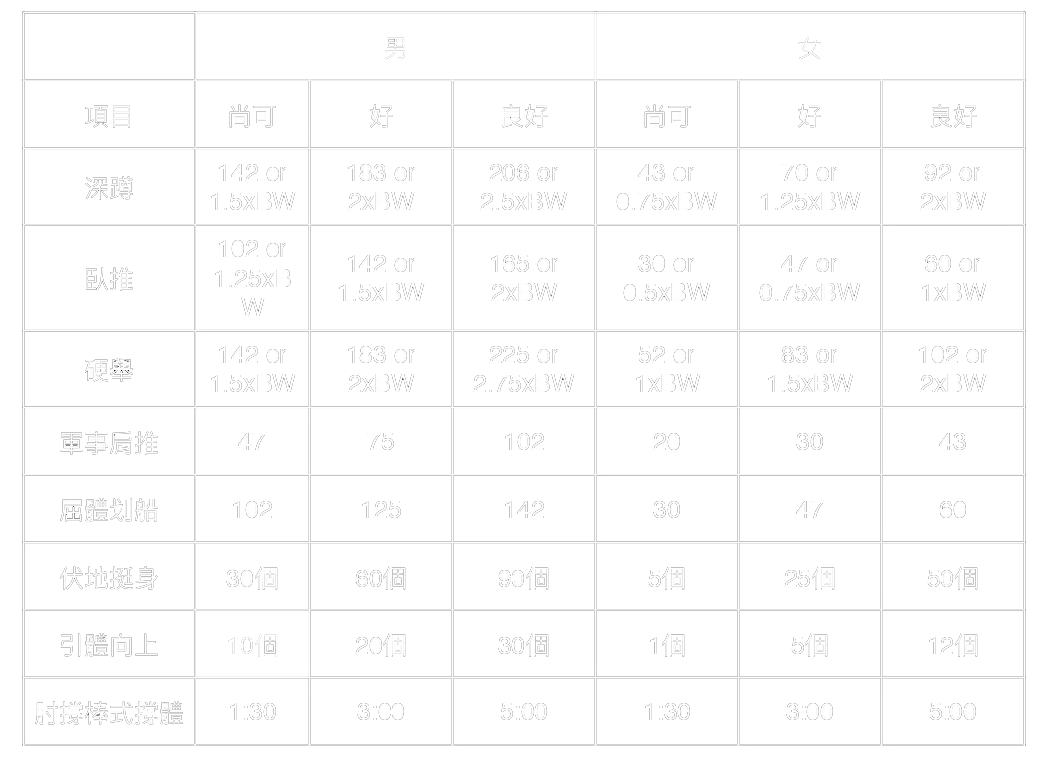 男 女
項目 尚可 好 良好 尚可 好 良好
深蹲 142 or 1.5xBW 183 or 2xBW 206 or 2.5xBW 43 or 0.75xBW 70 or 1.25xBW 92 or 2xBW
臥推 102 or 1.25xBW 142 or 1.5xBW 165 or 2xBW 30 or 0.5xBW 47 or 0.75xBW 60 or 1xBW
硬舉 142 or 1.5xBW 183 or 2xBW 225 or 2.75xBW 52 or 1xBW 83 or 1.5xBW 102 or 2xBW
軍事肩推 47 75 102 20 30 43
屈體划船 102 125 142 30 47 60
伏地挺身 30個 60個 90個 5個 25個 50個
引體向上 10個 20個 30個 1個 5個 12個
肘撐棒式撐體 1:30 3:00 5:00 1:30 3:00 5:00